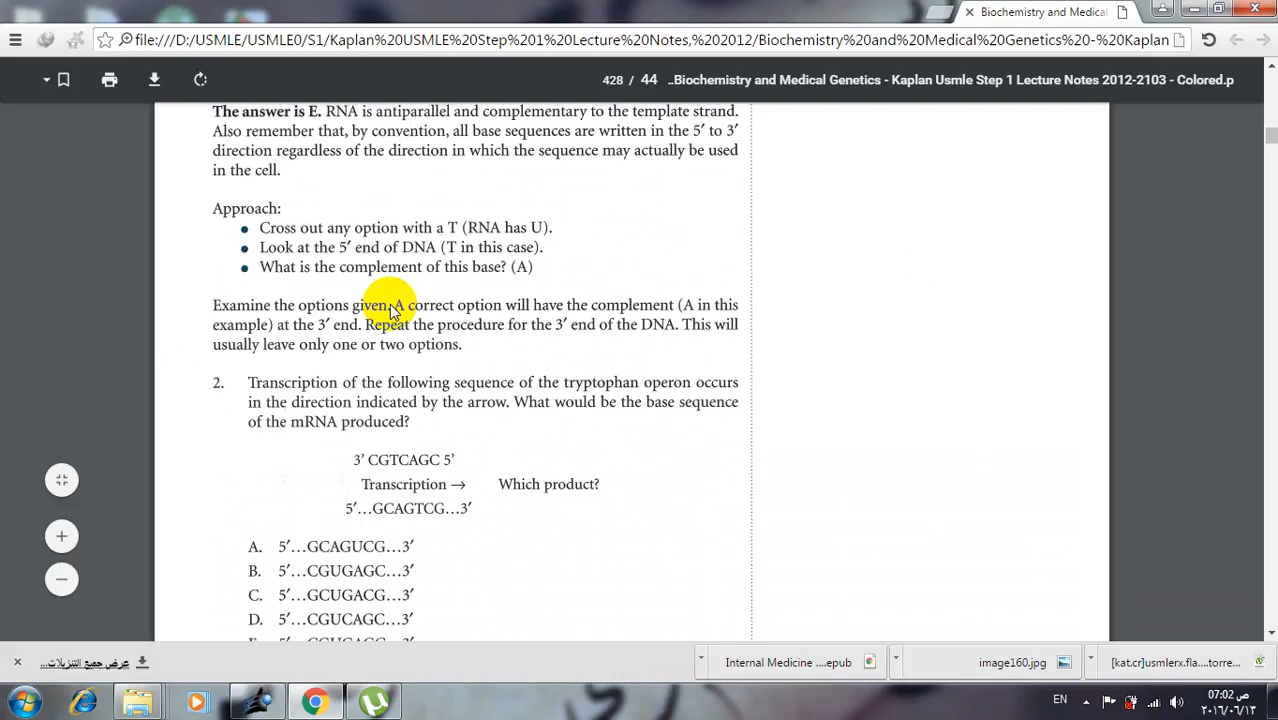 Biochemistry and Medical
file:///D:/USMLE/USMLE0/S1/Kaplan%20USMLE%20Step%201%20Lecture%20Notes,%202012/Biochemistry%20and%20Medical%20Genetics%20-%20Kaplan
428 / 44 ..Biochemistry and Medical Genetics - Kaplan Usmle Step 1 Lecture Notes 2012-2103 - Colored.p
The answer is E. RNA is antiparallel and complementary to the template strand.
Also remember that, by convention, all base sequences are written in the 5′ to 3′
direction regardless of the direction in which the sequence may actually be used
in the cell.
Approach:
● Cross out any option with a T (RNA has U).
● Look at the 5′ end of DNA (T in this case).
● What is the complement of this base? (A)
Examine the options given. A correct option will have the complement (A in this
example) at the 3′ end. Repeat the procedure for the 3′ end of the DNA. This will
usually leave only one or two options.
2. Transcription of the following sequence of the tryptophan operon occurs
in the direction indicated by the arrow. What would be the base sequence
of the mRNA produced?
3’ CGTCAGC 5’
Transcription → Which product?
5′…GCAGTCG…3′
A. 5′…GCAGUCG…3′
B. 5′…CGUGAGC…3′
C. 5′…GCUGACG…3′
D. 5′…CGUCAGC…3′
عرض جميع التنزيلات...
Internal Medicine ....epub
image160.jpg
[kat.cr]usmlerx.fla....torre...
EN
07:02 ص
٢٠١٦/٠٦/١٣